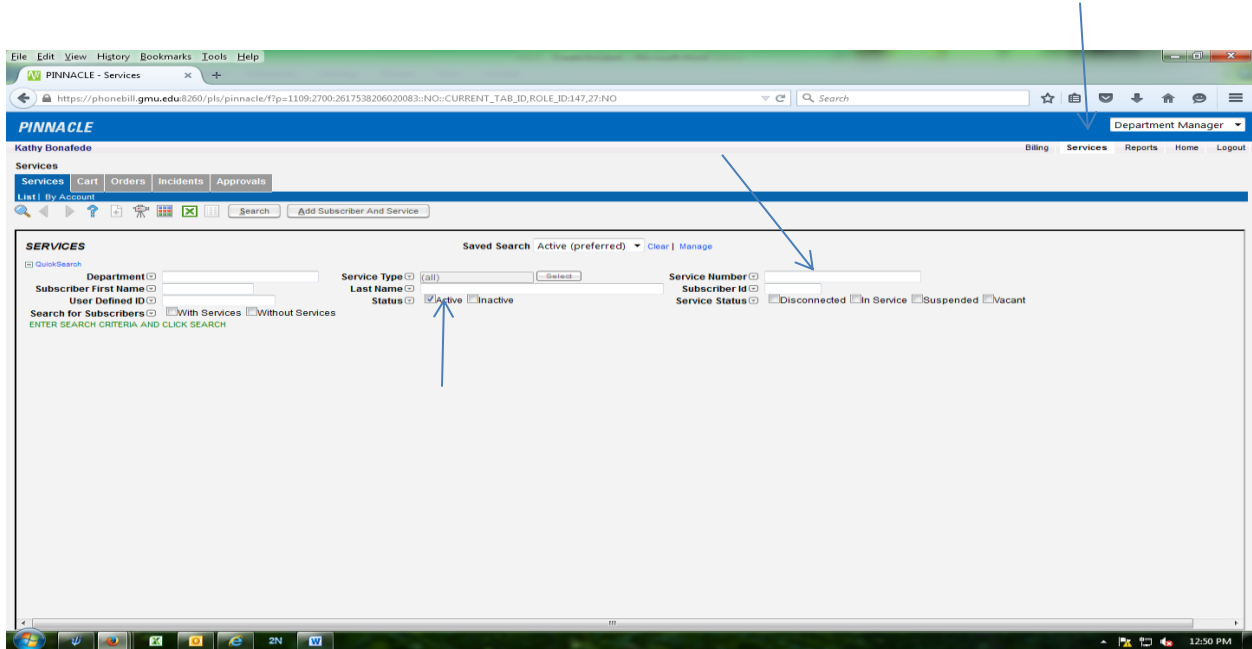 File Edit View History Bookmarks Tools Help
PINNACLE - Services × +
https://phonebill.gmu.edu:8260/pls/pinnacle/f?p=1109:2700:2617538206020083::NO::CURRENT_TAB_ID,ROLE_ID:147,27:NO Search
PINNACLE Department Manager
Kathy Bonafede Billing Services Reports Home Logout
Services
Services Cart Orders Incidents Approvals
List | By Account
Search Add Subscriber And Service
SERVICES Saved Search Active (preferred) Clear | Manage
QuickSearch
Department Service Type (all) Select Service Number
Subscriber First Name Last Name Subscriber Id
User Defined ID Status Active Inactive Service Status Disconnected In Service Suspended Vacant
Search for Subscribers With Services Without Services
ENTER SEARCH CRITERIA AND CLICK SEARCH
2N W 12:50 PM